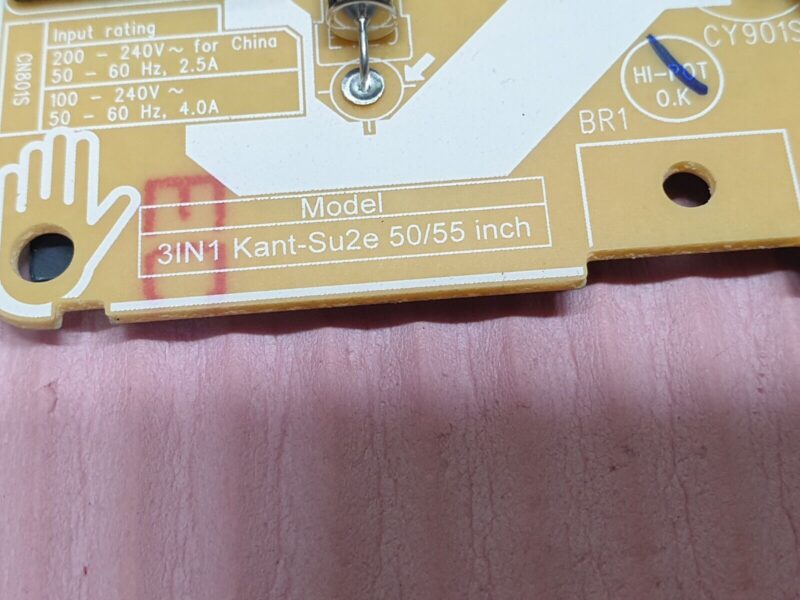 Input rating
200 - 240V ~ for China
50 - 60 Hz, 2.5A
100 - 240V ~
50 - 60 Hz, 4.0A
CN801S
CY901S
HI-POT
O.K
BR1
Model
3IN1 Kant-Su2e 50/55 inch